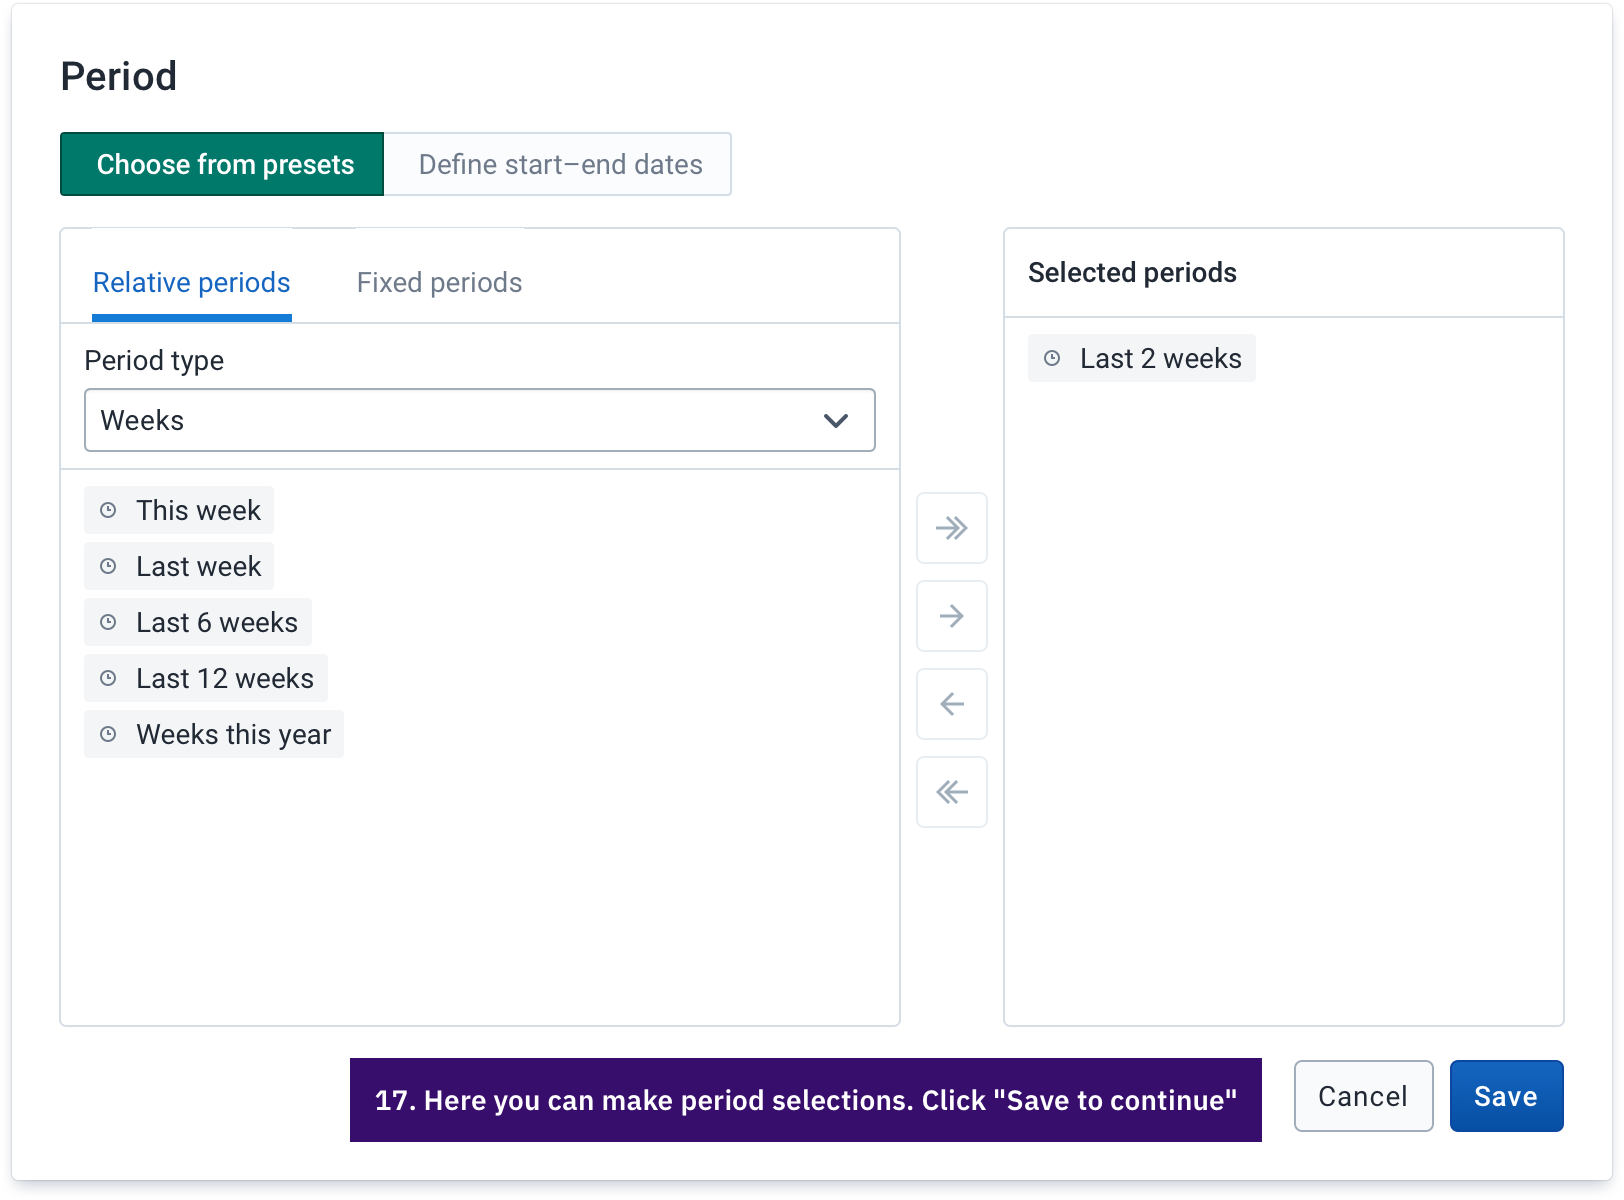 Period
Choose from presets
Define start–end dates
Relative periods
Fixed periods
Period type
Weeks
This week
Last week
Last 6 weeks
Last 12 weeks
Weeks this year
Selected periods
Last 2 weeks
17. Here you can make period selections. Click "Save to continue"
Cancel
Save